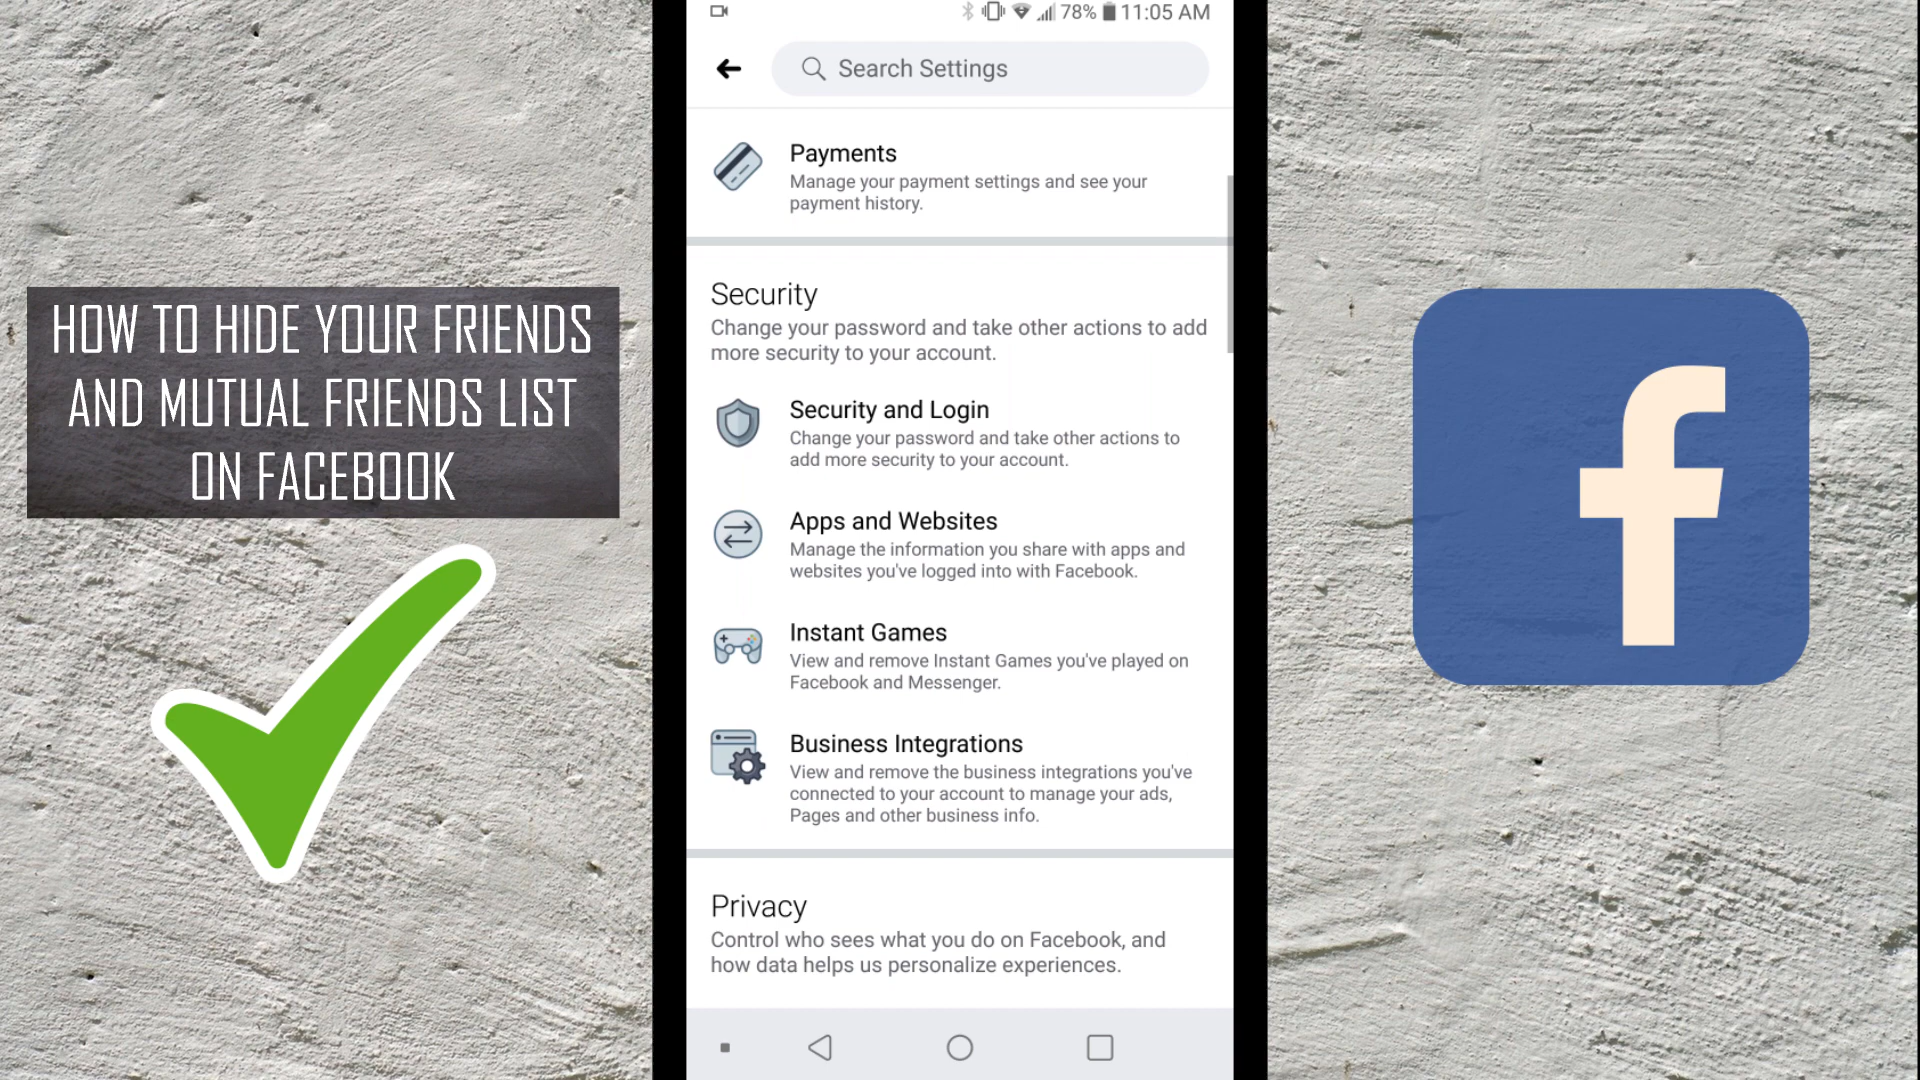 78% 11:05 AM
Search Settings
Payments
Manage your payment settings and see your
payment history.
Security
Change your password and take other actions to add
more security to your account.
Security and Login
Change your password and take other actions to
add more security to your account.
Apps and Websites
Manage the information you share with apps and
websites you've logged into with Facebook.
Instant Games
View and remove Instant Games you've played on
Facebook and Messenger.
Business Integrations
View and remove the business integrations you've
connected to your account to manage your ads,
Pages and other business info.
Privacy
Control who sees what you do on Facebook, and
how data helps us personalize experiences.
HOW TO HIDE YOUR FRIENDS
AND MUTUAL FRIENDS LIST
ON FACEBOOK
f